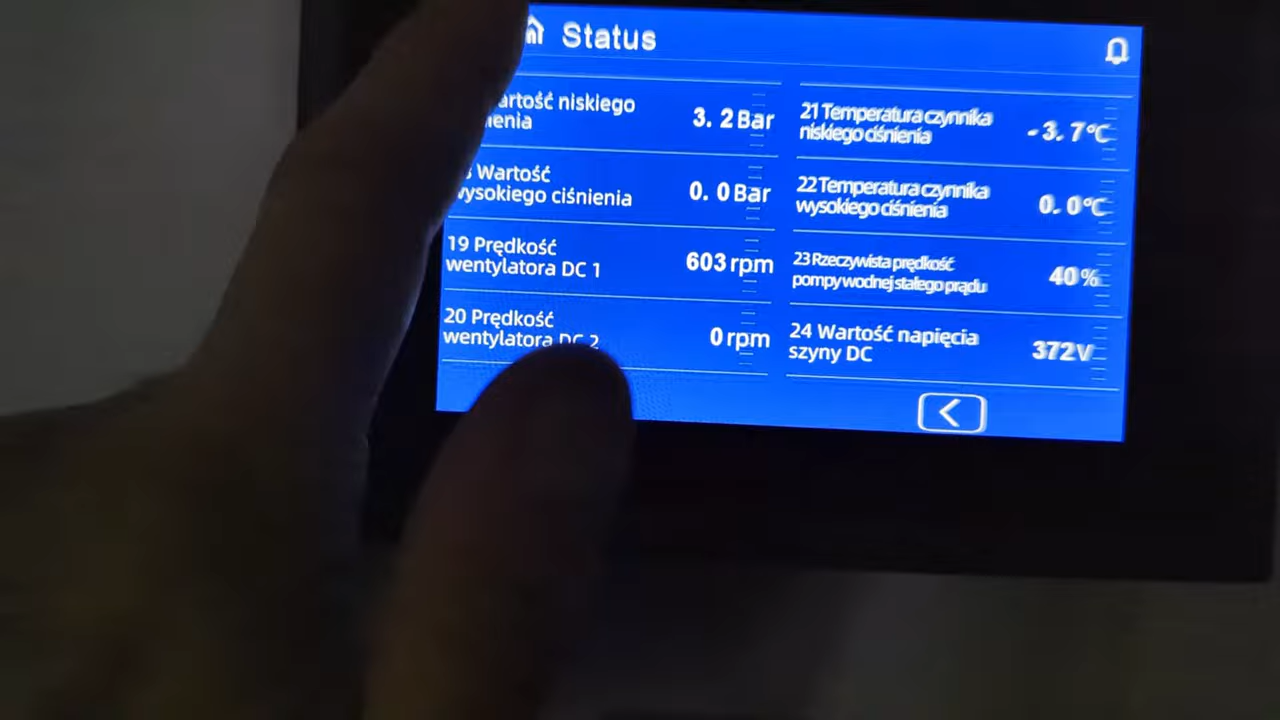 Status
niskiego
3. 2 Bar
Wartość
wysokiego ciśnienia
0. 0 Bar
19 Prędkość
wentylatora DC 1
603 rpm
20 Prędkość
wentylatora DC 2
0 rpm
21 Temperatura czynnika
niskiego ciśnienia
-3. 7°C
22 Temperatura czynnika
wysokiego ciśnienia
0. 0°C
23 Rzeczywista prędkość
pompy wodnej stałego prądu
40%
24 Wartość napięcia
szyny DC
372V